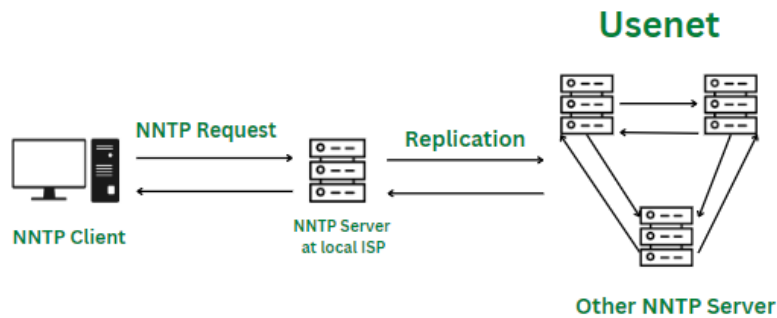 Usenet
NNTP Request
Replication
NNTP Client
NNTP Server
at local ISP
Other NNTP Server